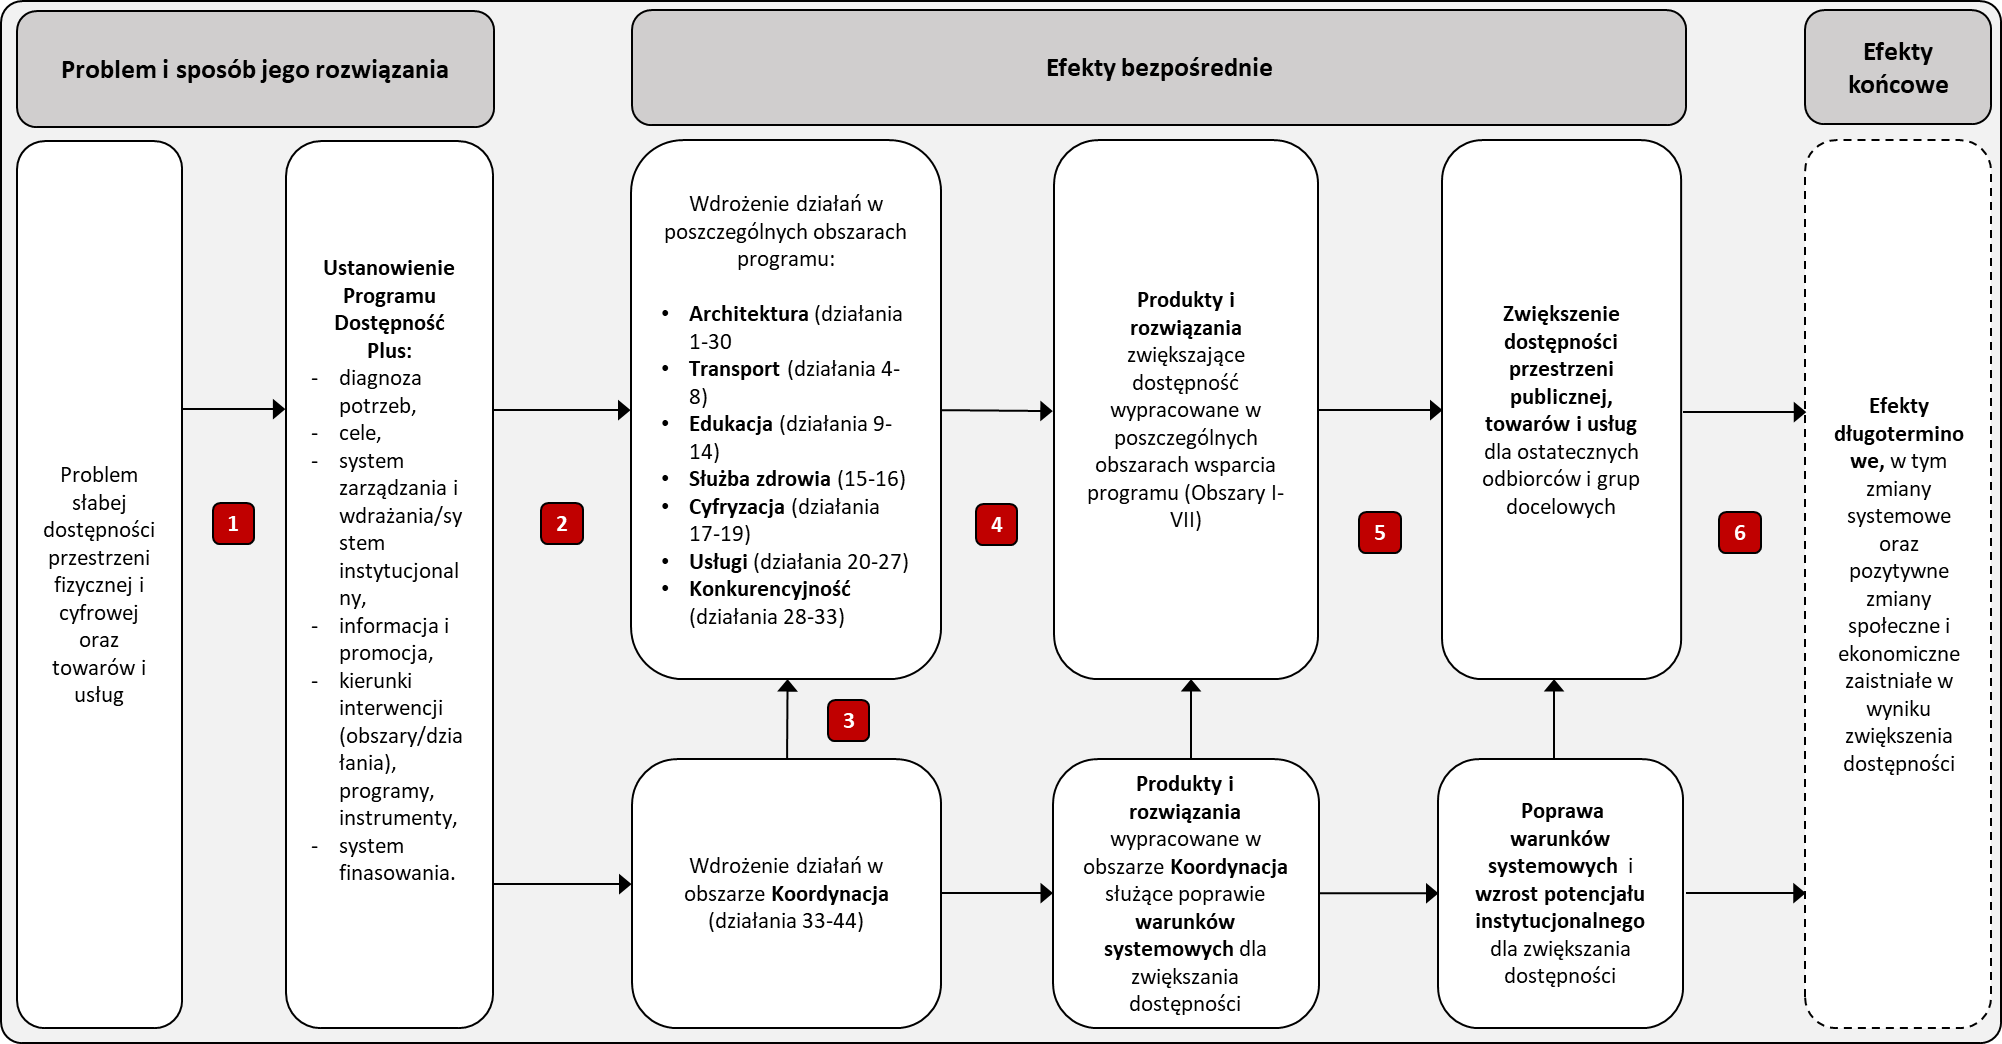 Problem i sposób jego rozwiązania
Efekty bezpośrednie
Efekty
końcowe
Problem
słabej
dostępności
przestrzeni
fizycznej i
cyfrowej
oraz
towarów i
usług
1
Ustanowienie
Programu
Dostępność
Plus:
- diagnoza
potrzeb,
- cele,
- system
zarządzania i
wdrażania/sy
stem
instytucjonal
ny,
- informacja i
promocja,
- kierunki
interwencji
(obszary/dzia
łania),
programy,
instrumenty,
- system
finasowania.
2
Wdrożenie działań w
poszczególnych obszarach
programu:
• Architektura (działania
1-30
• Transport (działania 4-
8)
• Edukacja (działania 9-
14)
• Służba zdrowia (15-16)
• Cyfryzacja (działania
17-19)
• Usługi (działania 20-27)
• Konkurencyjność
(działania 28-33)
3
Wdrożenie działań w
obszarze Koordynacja
(działania 33-44)
4
Produkty i
rozwiązania
zwiększające
dostępność
wypracowane w
poszczególnych
obszarach wsparcia
programu (Obszary I-
VII)
Produkty i
rozwiązania
wypracowane w
obszarze Koordynacja
służące poprawie
warunków
systemowych dla
zwiększania
dostępności
5
Zwiększenie
dostępności
przestrzeni
publicznej,
towarów i usług
dla ostatecznych
odbiorców i grup
docelowych
Poprawa
warunków
systemowych i
wzrost potencjału
instytucjonalnego
dla zwiększania
dostępności
6
Efekty
długotermino
we, w tym
zmiany
systemowe
oraz
pozytywne
zmiany
społeczne i
ekonomiczne
zaistniałe w
wyniku
zwiększenia
dostępności